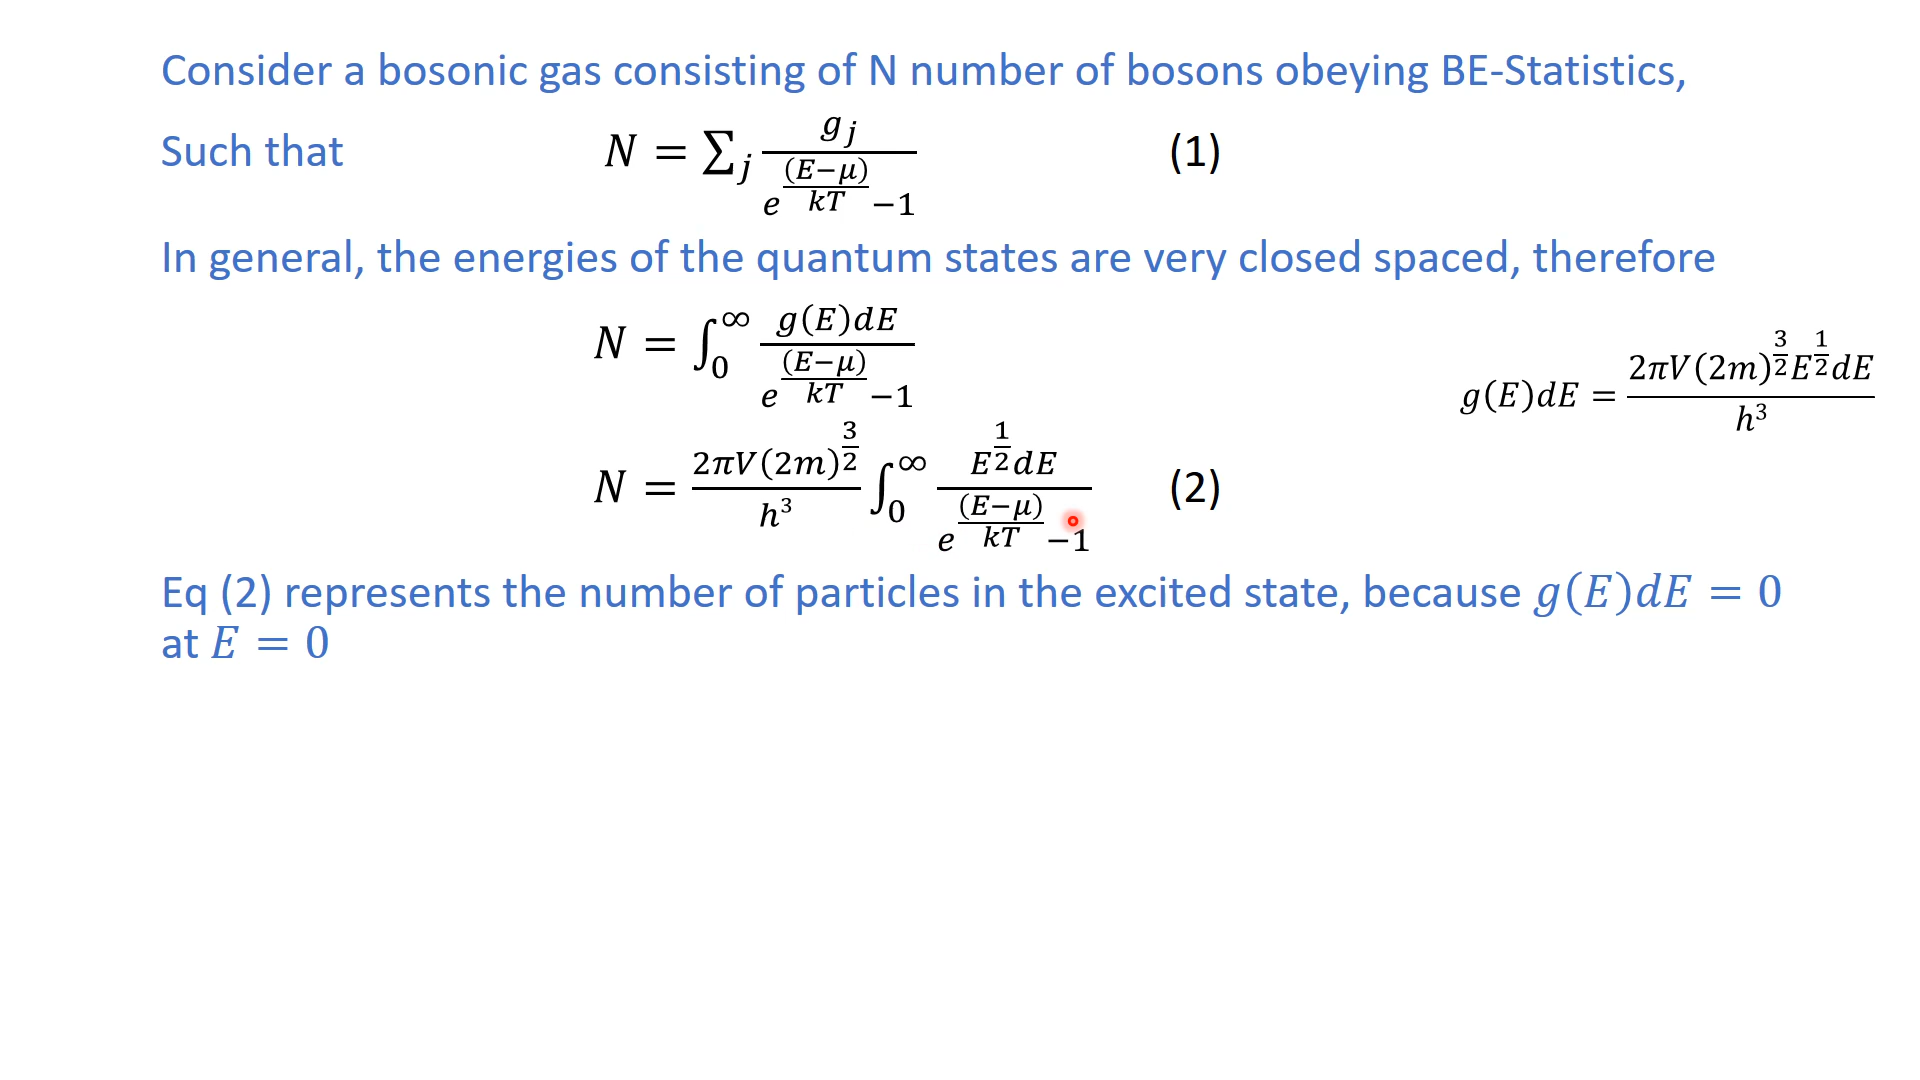 Consider a bosonic gas consisting of N number of bosons obeying BE-Statistics,
Such that N = ∑_j g_j / (e^((E−μ)/kT) −1) (1)
In general, the energies of the quantum states are very closed spaced, therefore
N = ∫_0^∞ g(E)dE / (e^((E−μ)/kT) −1)
g(E)dE = 2πV(2m)^(3/2) E^(1/2) dE / h^3
N = 2πV(2m)^(3/2) / h^3 ∫_0^∞ E^(1/2) dE / (e^((E−μ)/kT) −1) (2)
Eq (2) represents the number of particles in the excited state, because g(E)dE = 0
at E = 0